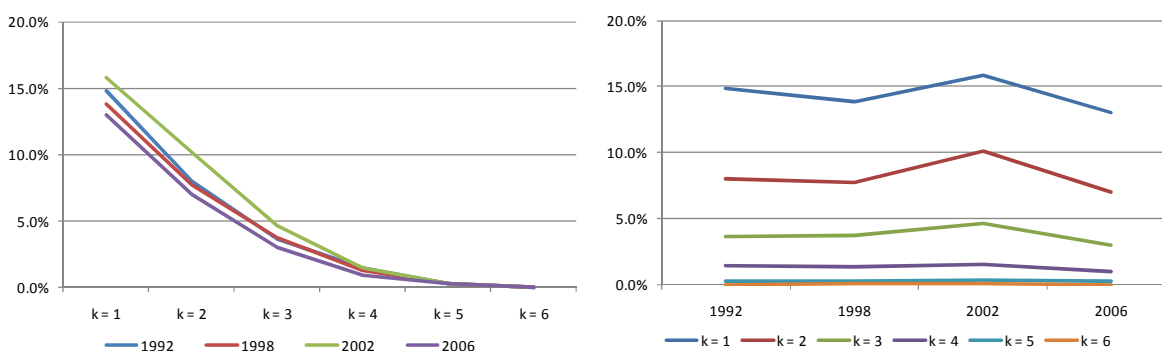 20.0%
15.0%
10.0%
5.0%
0.0%
k = 1 k = 2 k = 3 k = 4 k = 5 k = 6
1992 1998 2002 2006
20.0%
15.0%
10.0%
5.0%
0.0%
1992 1998 2002 2006
k = 1 k = 2 k = 3 k = 4 k = 5 k = 6